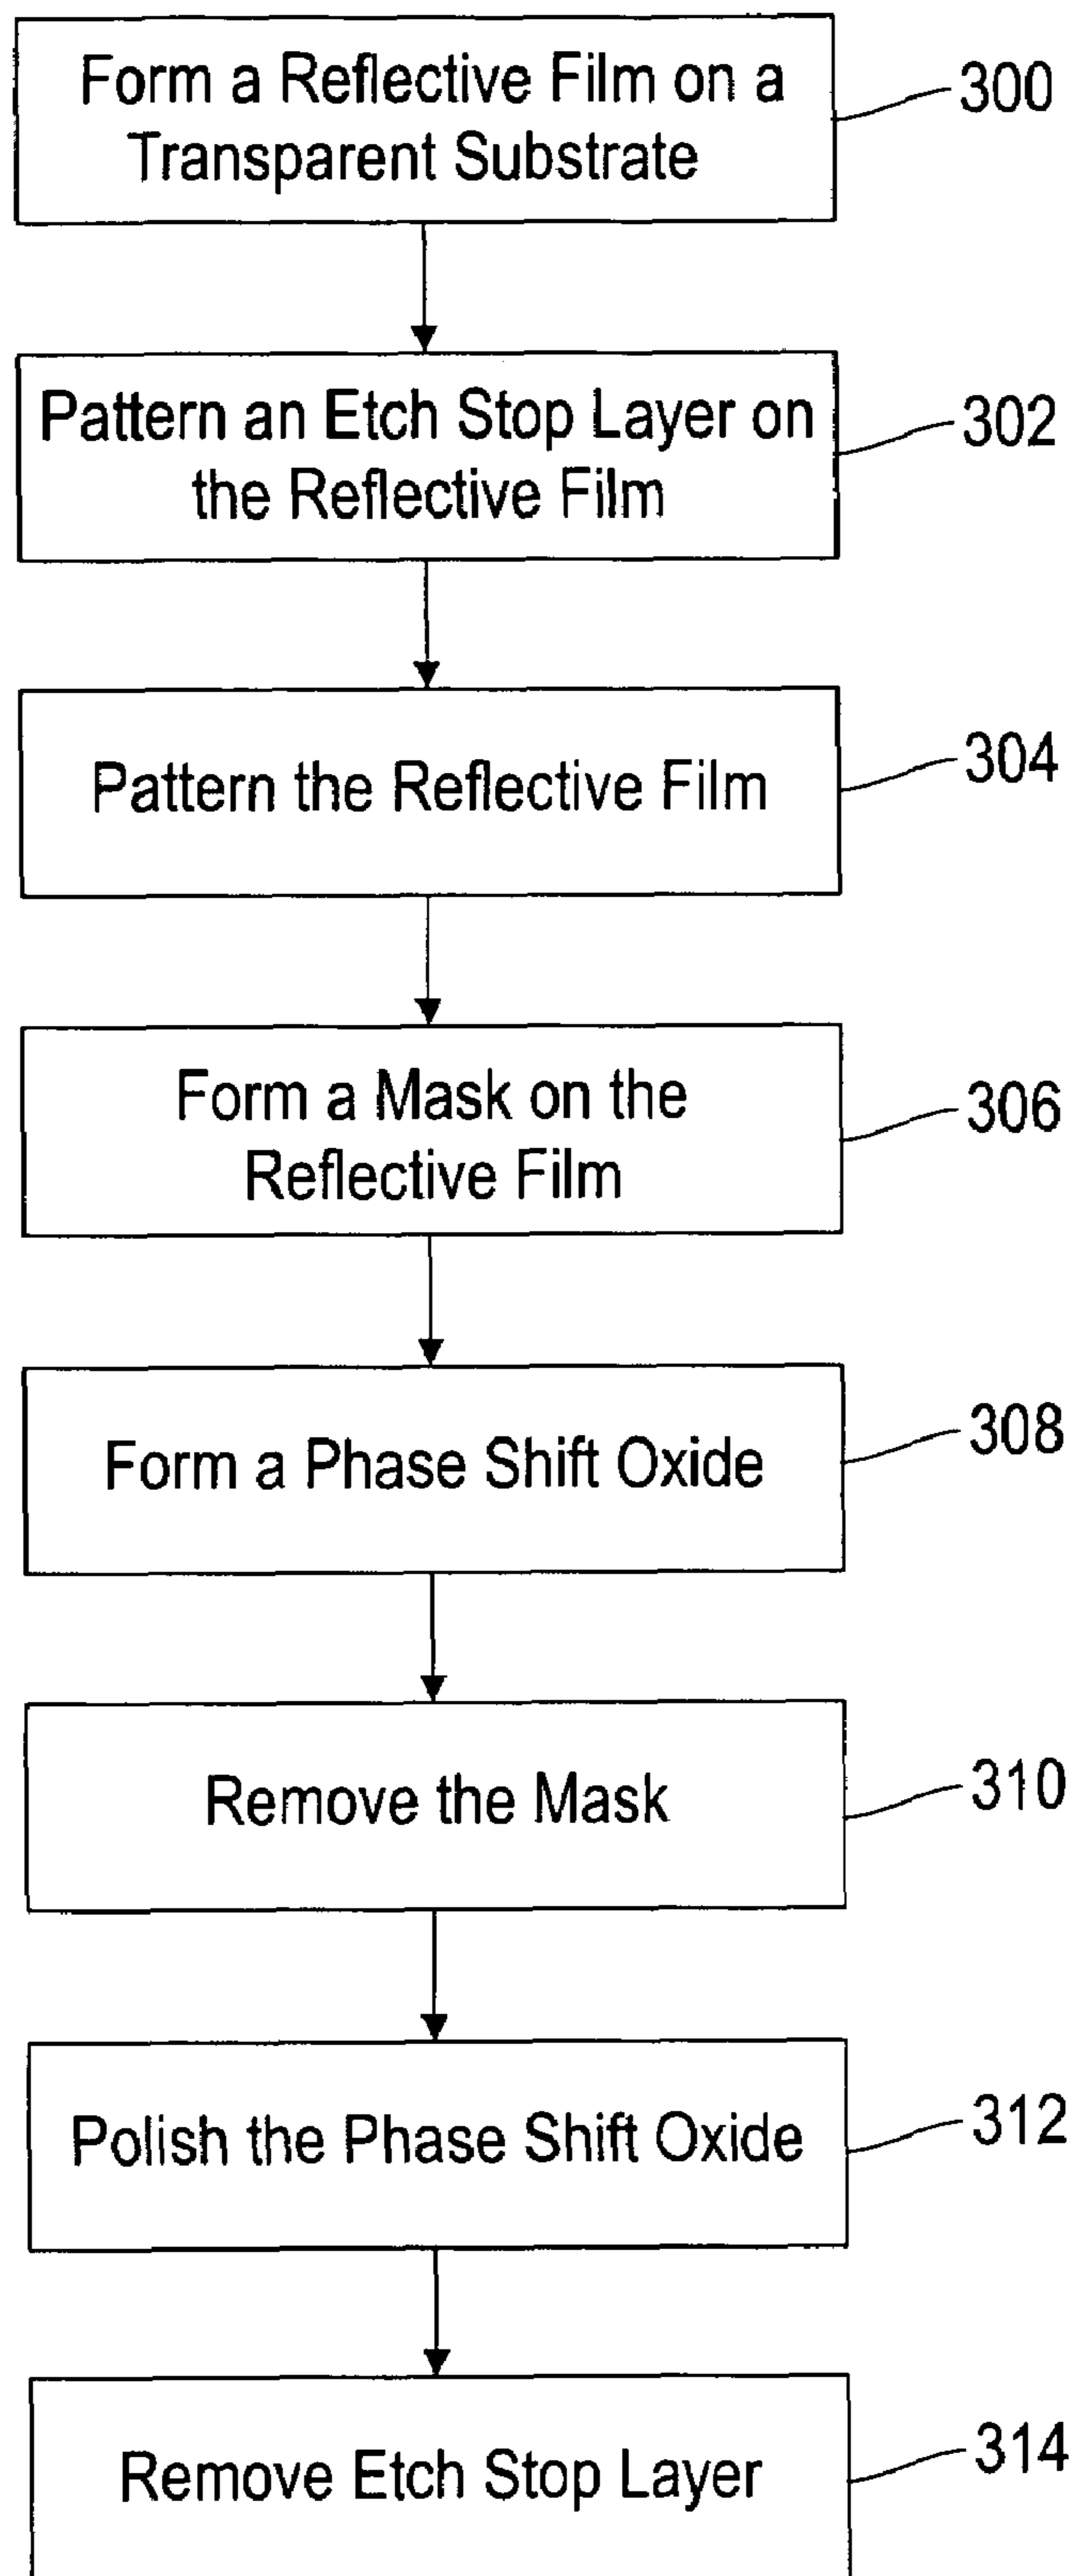 Form a Reflective Film on a
Transparent Substrate
300
Pattern an Etch Stop Layer on
the Reflective Film
302
Pattern the Reflective Film
304
Form a Mask on the
Reflective Film
306
Form a Phase Shift Oxide
308
Remove the Mask
310
Polish the Phase Shift Oxide
312
Remove Etch Stop Layer
314